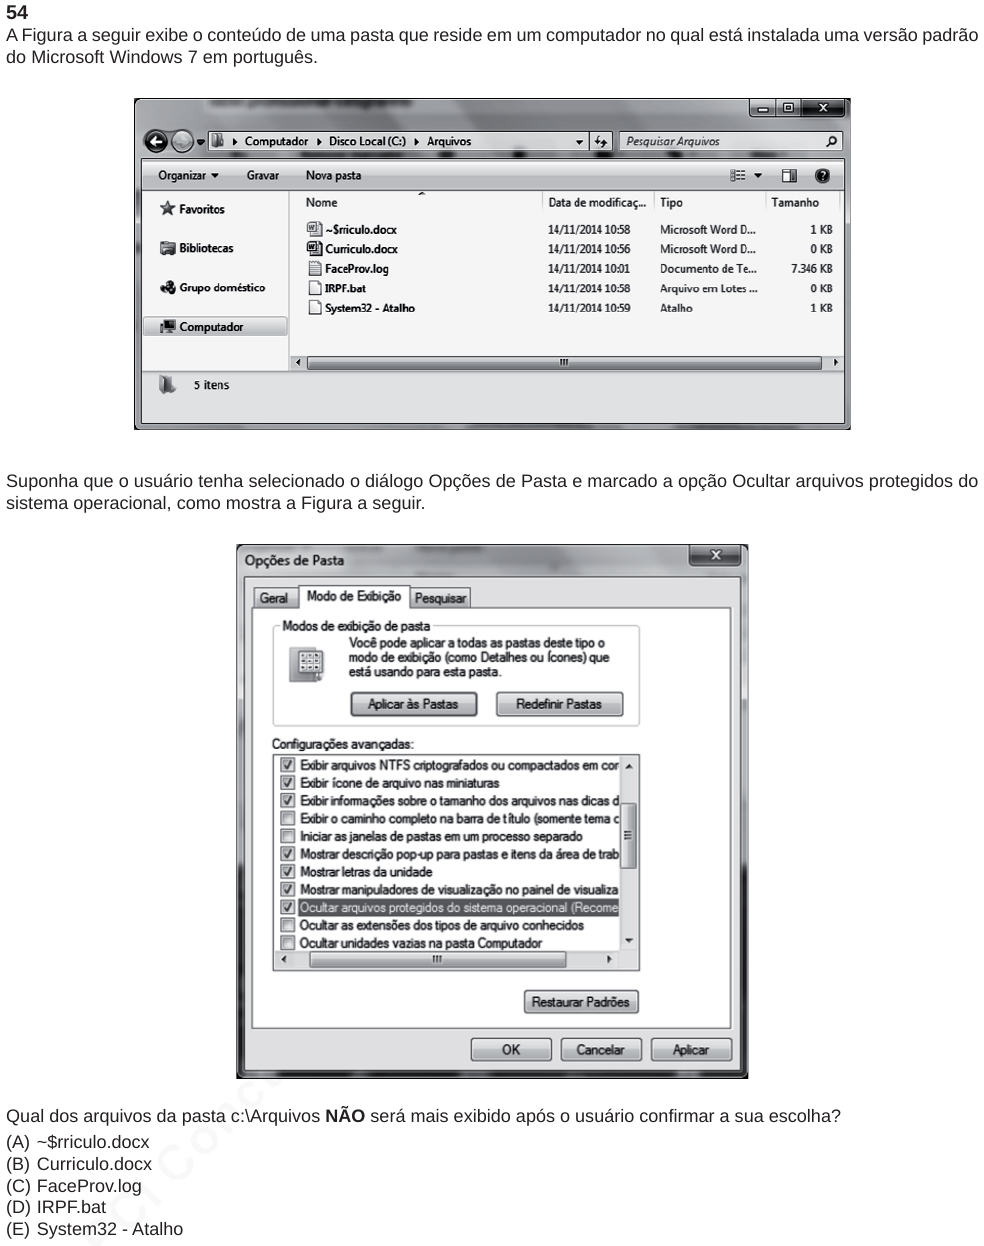 54
A Figura a seguir exibe o conteúdo de uma pasta que reside em um computador no qual está instalada uma versão padrão
do Microsoft Windows 7 em português.
Computador Disco Local (C:) Arquivos
Pesquisar Arquivos
Organizar Gravar Nova pasta
Nome Data de modificaç... Tipo Tamanho
Favoritos
Bibliotecas
Grupo doméstico
Computador
~$rriculo.docx 14/11/2014 10:58 Microsoft Word D... 1 KB
Curriculo.docx 14/11/2014 10:56 Microsoft Word D... 0 KB
FaceProv.log 14/11/2014 10:01 Documento de Te... 7.346 KB
IRPF.bat 14/11/2014 10:58 Arquivo em Lotes ... 0 KB
System32 - Atalho 14/11/2014 10:59 Atalho 1 KB
5 itens
Suponha que o usuário tenha selecionado o diálogo Opções de Pasta e marcado a opção Ocultar arquivos protegidos do
sistema operacional, como mostra a Figura a seguir.
Opções de Pasta
Geral Modo de Exibição Pesquisar
Modos de exibição de pasta
Você pode aplicar a todas as pastas deste tipo o
modo de exibição (como Detalhes ou Ícones) que
está usando para esta pasta.
Aplicar às Pastas Redefinir Pastas
Configurações avançadas:
Exibir arquivos NTFS criptografados ou compactados em cor
Exibir ícone de arquivo nas miniaturas
Exibir informações sobre o tamanho dos arquivos nas dicas d
Exibir o caminho completo na barra de título (somente tema c
Iniciar as janelas de pastas em um processo separado
Mostrar descrição pop-up para pastas e itens da área de trab
Mostrar letras da unidade
Mostrar manipuladores de visualização no painel de visualiza
Ocultar arquivos protegidos do sistema operacional (Recome
Ocultar as extensões dos tipos de arquivo conhecidos
Ocultar unidades vazias na pasta Computador
Restaurar Padrões
OK Cancelar Aplicar
Qual dos arquivos da pasta c:\Arquivos NÃO será mais exibido após o usuário confirmar a sua escolha?
(A) ~$rriculo.docx
(B) Curriculo.docx
(C) FaceProv.log
(D) IRPF.bat
(E) System32 - Atalho